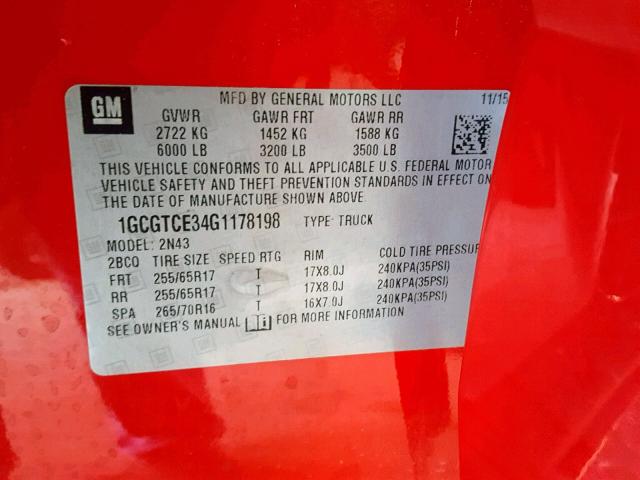 GM
MFD BY GENERAL MOTORS LLC 11/15
GVWR GAWR FRT GAWR RR
2722 KG 1452 KG 1588 KG
6000 LB 3200 LB 3500 LB
THIS VEHICLE CONFORMS TO ALL APPLICABLE U.S. FEDERAL MOTOR
VEHICLE SAFETY AND THEFT PREVENTION STANDARDS IN EFFECT ON
THE DATE OF MANUFACTURE SHOWN ABOVE.
1GCGTCE34G1178198 TYPE: TRUCK
MODEL: 2N43
2BCO TIRE SIZE SPEED RTG RIM COLD TIRE PRESSUR
FRT 255/65R17 T 17X8.0J 240KPA(35PSI)
RR 255/65R17 T 17X8.0J 240KPA(35PSI)
SPA 265/70R16 T 16X7.0J 240KPA(35PSI)
SEE OWNER'S MANUAL FOR MORE INFORMATION